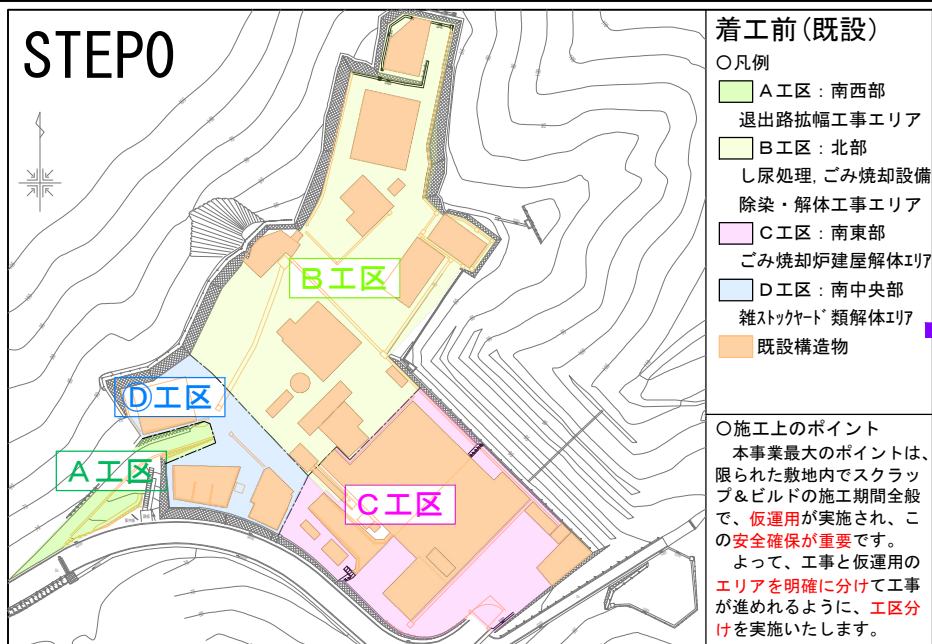 STEP0
B工区
D工区
A工区
C工区
着工前(既設)
○凡例
A工区：南西部
退出路拡幅工事エリア
B工区：北部
し尿処理,ごみ焼却設備
除染・解体工事エリア
C工区：南東部
ごみ焼却炉建屋解体ｴﾘｱ
D工区：南中央部
雑ｽﾄｯｸﾔｰﾄﾞ類解体ｴﾘｱ
既設構造物
○施工上のポイント
本事業最大のポイントは、
限られた敷地内でスクラッ
プ＆ビルドの施工期間全般
で、仮運用が実施され、こ
の安全確保が重要です。
よって、工事と仮運用の
エリアを明確に分けて工事
が進めれるように、工区分
けを実施いたします。